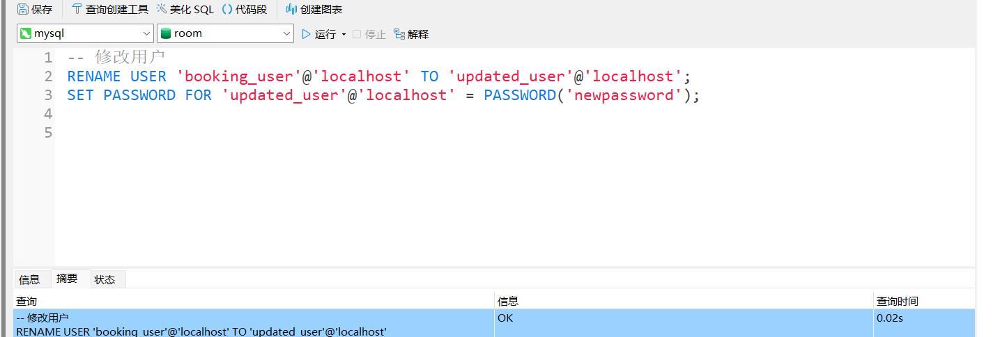 保存 查询创建工具 美化 SQL 代码段 创建图表
mysql room 运行 停止 解释
1 -- 修改用户
2 RENAME USER 'booking_user'@'localhost' TO 'updated_user'@'localhost';
3 SET PASSWORD FOR 'updated_user'@'localhost' = PASSWORD('newpassword');
4
5
信息 摘要 状态
查询 信息 查询时间
-- 修改用户 OK 0.02s
RENAME USER 'booking_user'@'localhost' TO 'updated_user'@'localhost'